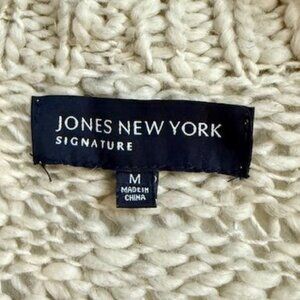 JONES NEW YORK
SIGNATURE
M
MADE IN
CHINA